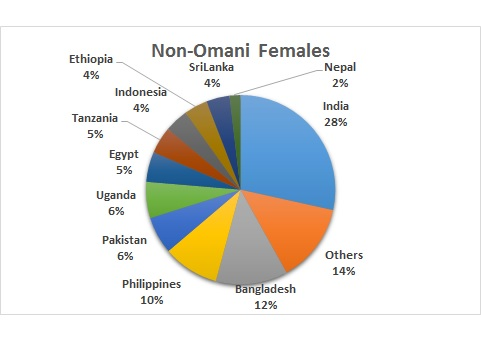 Non-Omani Females
Nepal
2%
India
28%
Others
14%
Bangladesh
12%
Philippines
10%
Pakistan
6%
Uganda
6%
Egypt
5%
Tanzania
5%
Indonesia
4%
Ethiopia
4%
SriLanka
4%